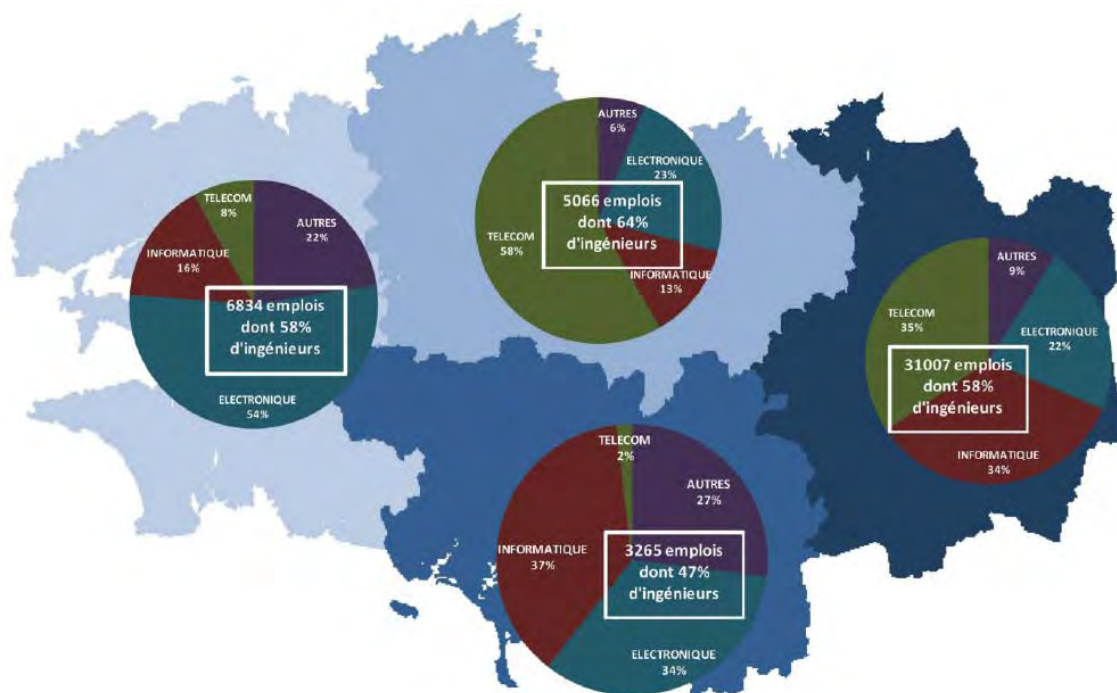 TELECOM
8%
AUTRES
22%
INFORMATIQUE
16%
6834 emplois
dont 58%
d'ingénieurs
ELECTRONIQUE
54%
AUTRES
6%
ELECTRONIQUE
23%
5066 emplois
dont 64%
d'ingénieurs
TELECOM
58%
INFORMATIQUE
13%
AUTRES
9%
TELECOM
35%
ELECTRONIQUE
22%
31007 emplois
dont 58%
d'ingénieurs
INFORMATIQUE
34%
TELECOM
2%
AUTRES
27%
INFORMATIQUE
37%
3265 emplois
dont 47%
d'ingénieurs
ELECTRONIQUE
34%